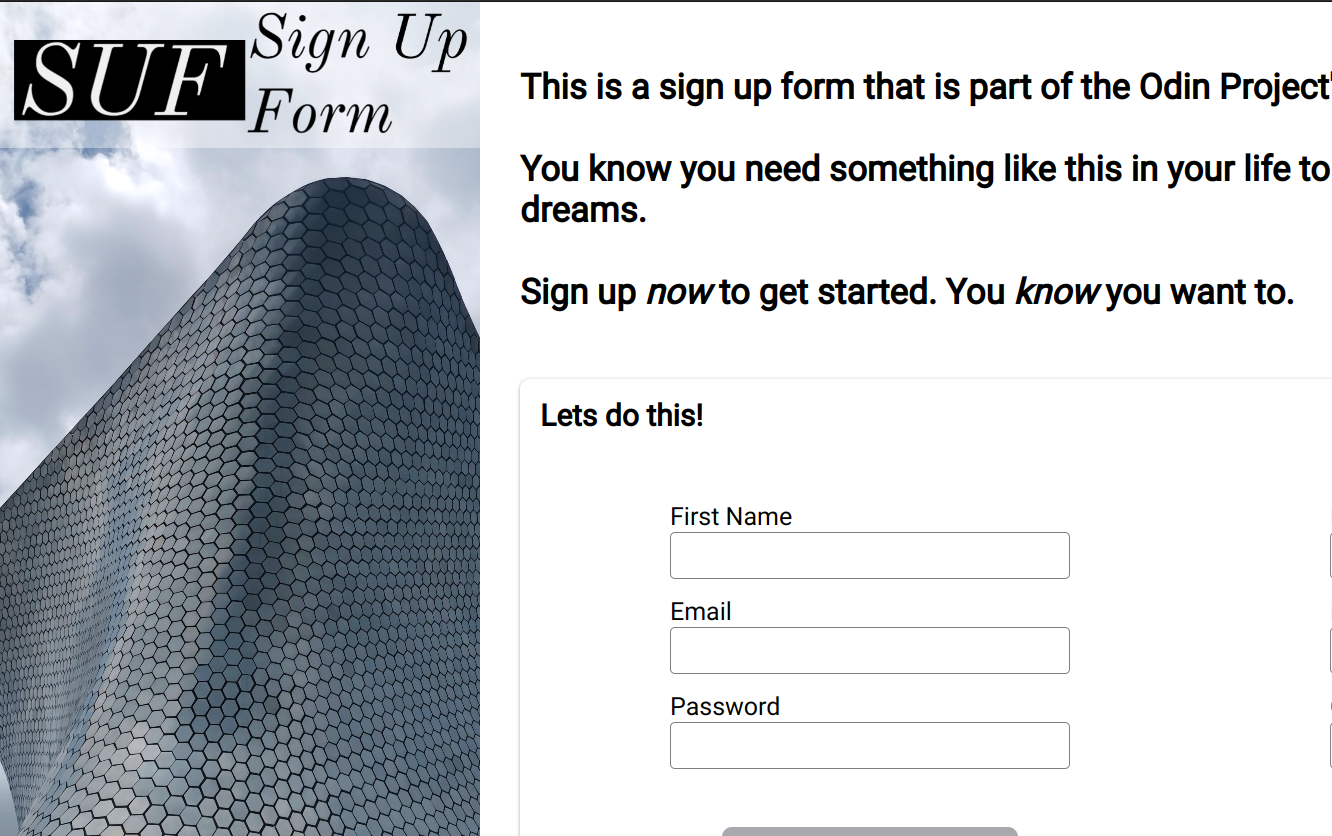 SUF
Sign Up
Form
This is a sign up form that is part of the Odin Project'
You know you need something like this in your life to
dreams.
Sign up now to get started. You know you want to.
Lets do this!
First Name
Email
Password